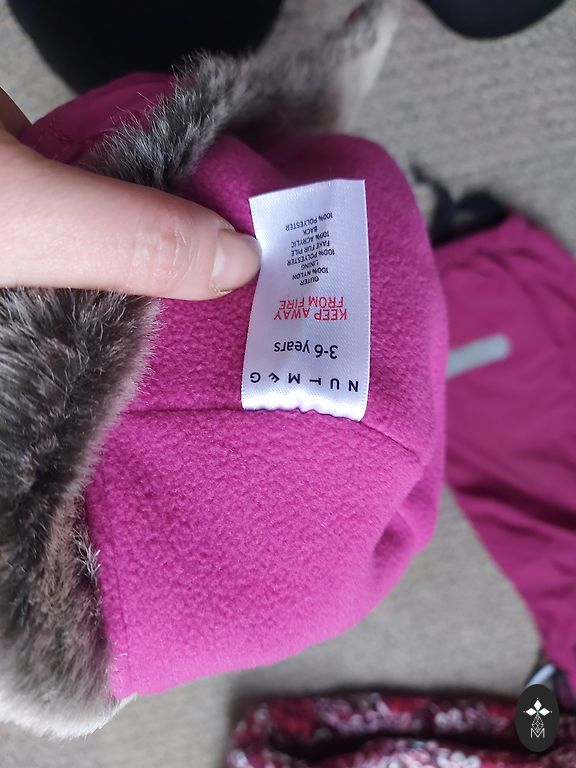 NUTMEG
3-6 years
KEEP AWAY
FROM FIRE
OUTER
100% NYLON
LINING
100% POLYESTER
FAKE FUR PILE
100% ACRYLIC
BACK
100% POLYESTER
M